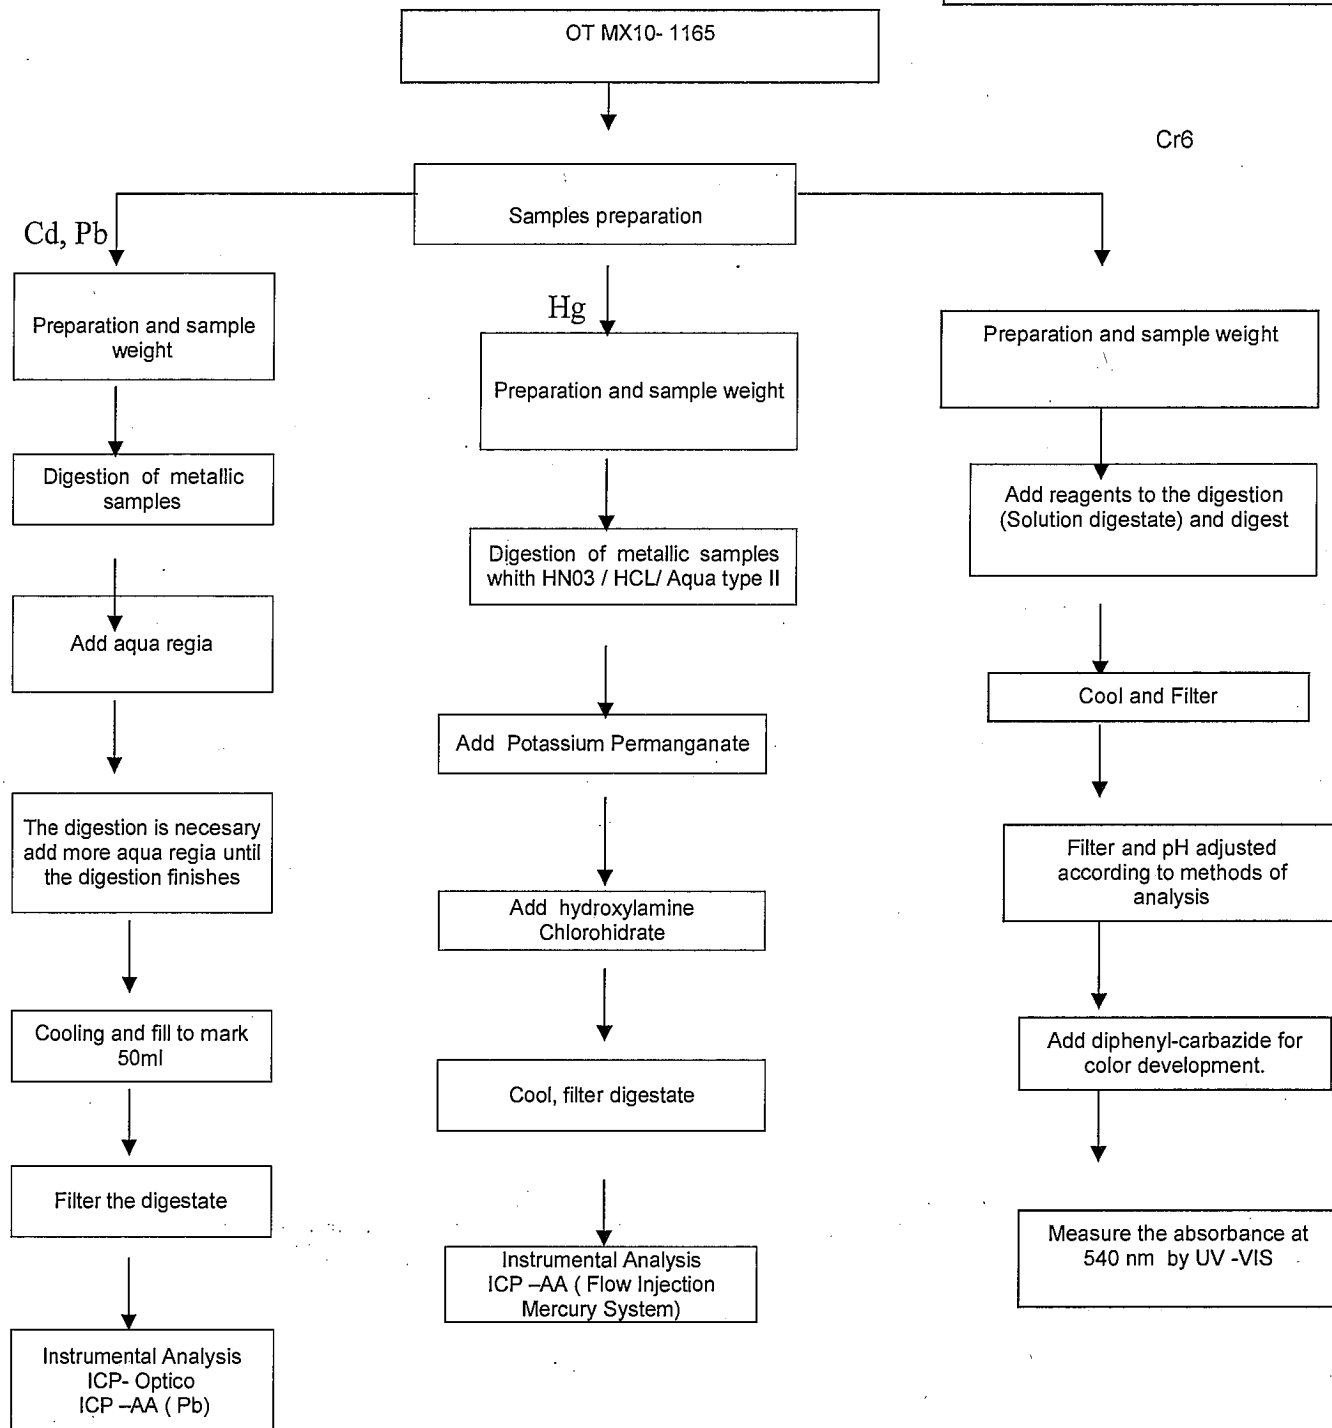 OT MX10- 1165
Cr6
Samples preparation
Cd, Pb
Preparation and sample
weight
Digestion of metallic
samples
Add aqua regia
The digestion is necesary
add more aqua regia until
the digestion finishes
Cooling and fill to mark
50ml
Filter the digestate
Instrumental Analysis
ICP- Optico
ICP –AA ( Pb)
Hg
Preparation and sample weight
Digestion of metallic samples
whith HN03 / HCL/ Aqua type II
Add Potassium Permanganate
Add hydroxylamine
Chlorohidrate
Cool, filter digestate
Instrumental Analysis
ICP –AA ( Flow Injection
Mercury System)
Preparation and sample weight
Add reagents to the digestion
(Solution digestate) and digest
Cool and Filter
Filter and pH adjusted
according to methods of
analysis
Add diphenyl-carbazide for
color development.
Measure the absorbance at
540 nm by UV -VIS